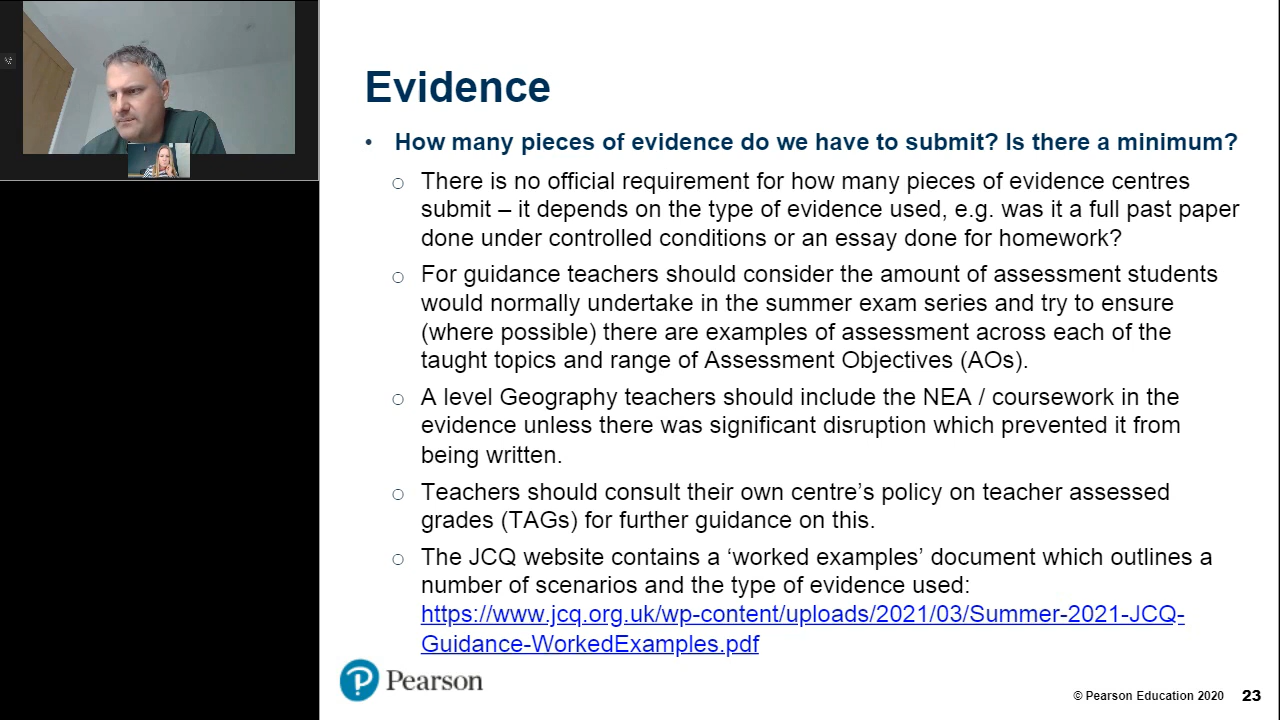 Evidence
• How many pieces of evidence do we have to submit? Is there a minimum?
○ There is no official requirement for how many pieces of evidence centres
submit – it depends on the type of evidence used, e.g. was it a full past paper
done under controlled conditions or an essay done for homework?
○ For guidance teachers should consider the amount of assessment students
would normally undertake in the summer exam series and try to ensure
(where possible) there are examples of assessment across each of the
taught topics and range of Assessment Objectives (AOs).
○ A level Geography teachers should include the NEA / coursework in the
evidence unless there was significant disruption which prevented it from
being written.
○ Teachers should consult their own centre’s policy on teacher assessed
grades (TAGs) for further guidance on this.
○ The JCQ website contains a ‘worked examples’ document which outlines a
number of scenarios and the type of evidence used:
https://www.jcq.org.uk/wp-content/uploads/2021/03/Summer-2021-JCQ-
Guidance-WorkedExamples.pdf
Pearson
© Pearson Education 2020 23